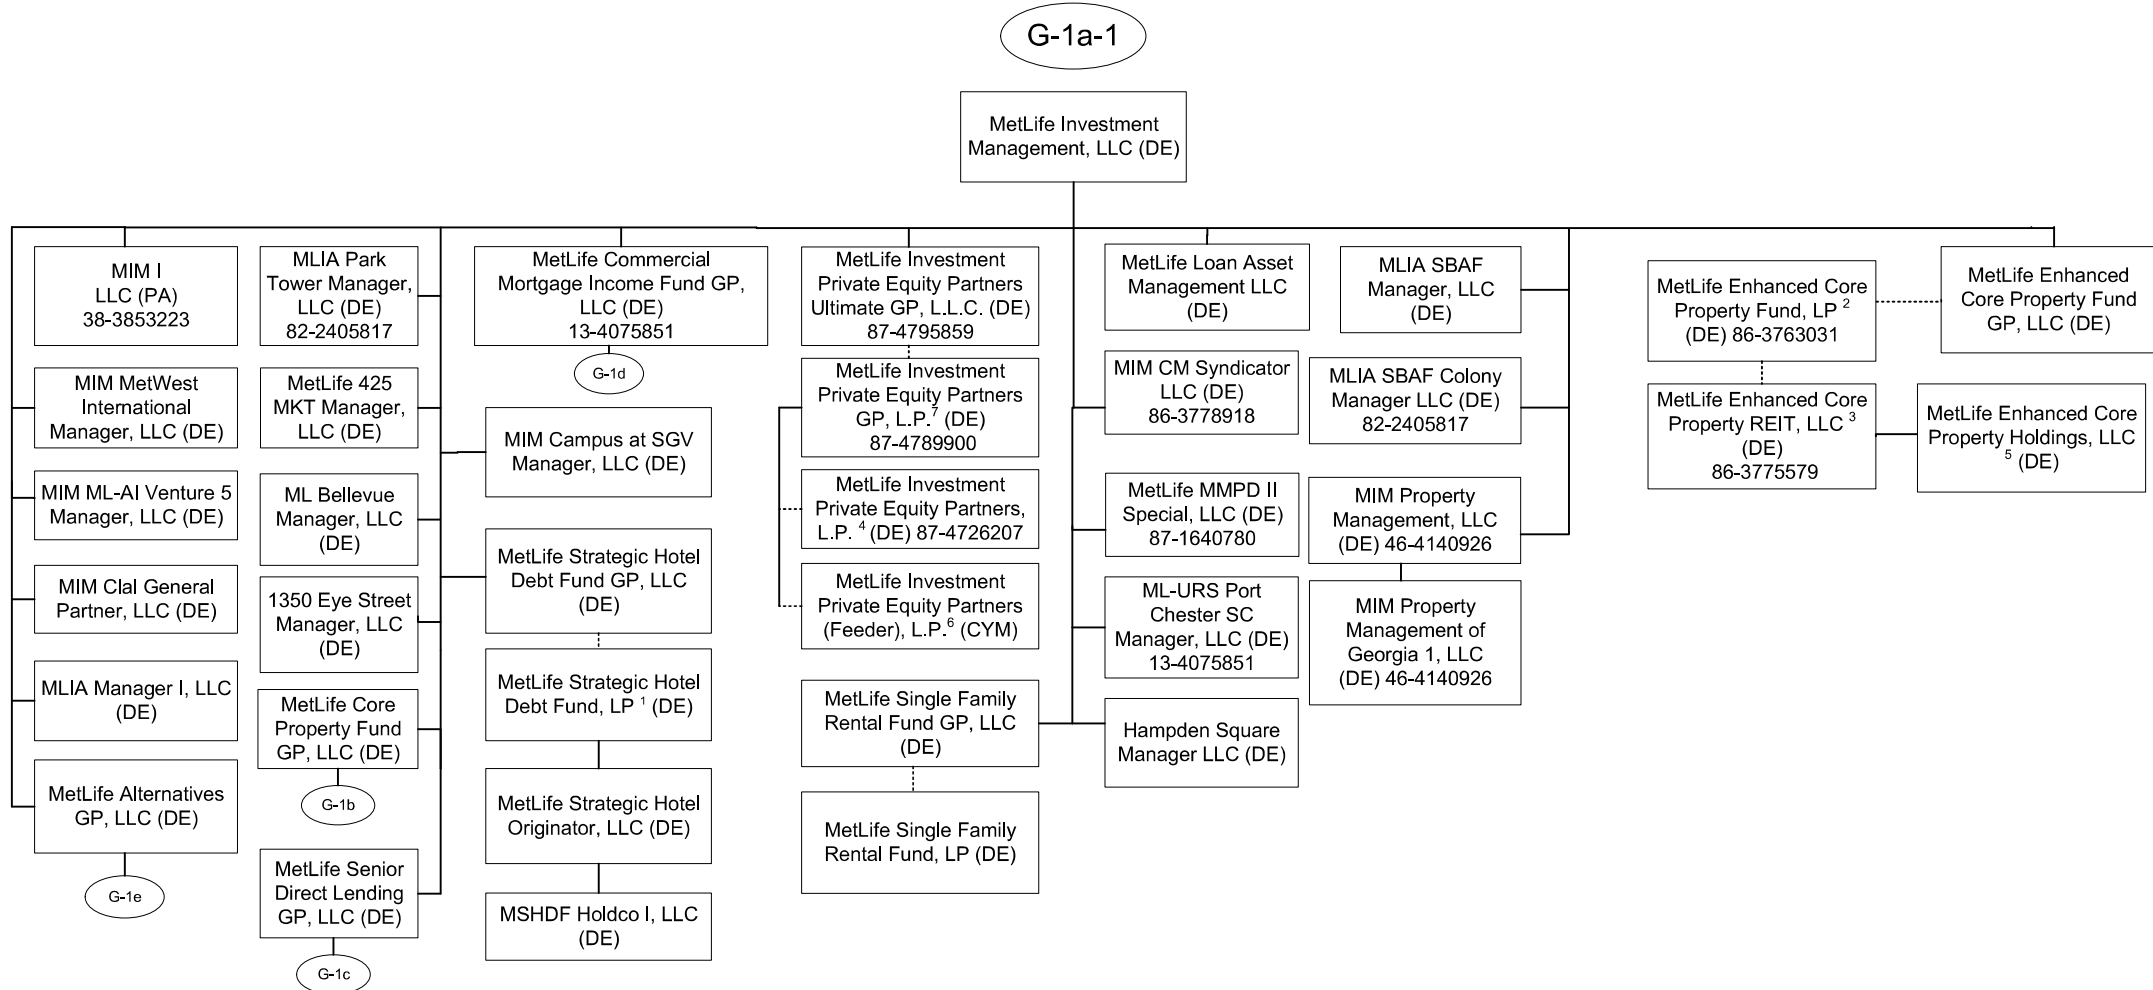 G-1a-1
MetLife Investment
Management, LLC (DE)
MIM I
LLC (PA)
38-3853223
MIM MetWest
International
Manager, LLC (DE)
MIM ML-AI Venture 5
Manager, LLC (DE)
MIM Clal General
Partner, LLC (DE)
MLIA Manager I, LLC
(DE)
MetLife Alternatives
GP, LLC (DE)
G-1e
MLIA Park
Tower Manager,
LLC (DE)
82-2405817
MetLife 425
MKT Manager,
LLC (DE)
ML Bellevue
Manager, LLC
(DE)
1350 Eye Street
Manager, LLC
(DE)
MetLife Core
Property Fund
GP, LLC (DE)
G-1b
MetLife Senior
Direct Lending
GP, LLC (DE)
G-1c
MetLife Commercial
Mortgage Income Fund GP,
LLC (DE)
13-4075851
G-1d
MIM Campus at SGV
Manager, LLC (DE)
MetLife Strategic Hotel
Debt Fund GP, LLC
(DE)
MetLife Strategic Hotel
Debt Fund, LP 1 (DE)
MetLife Strategic Hotel
Originator, LLC (DE)
MSHDF Holdco I, LLC
(DE)
MetLife Investment
Private Equity Partners
Ultimate GP, L.L.C. (DE)
87-4795859
MetLife Investment
Private Equity Partners
GP, L.P.7 (DE)
87-4789900
MetLife Investment
Private Equity Partners,
L.P. 4 (DE) 87-4726207
MetLife Investment
Private Equity Partners
(Feeder), L.P.6 (CYM)
MetLife Single Family
Rental Fund GP, LLC
(DE)
MetLife Single Family
Rental Fund, LP (DE)
MetLife Loan Asset
Management LLC
(DE)
MIM CM Syndicator
LLC (DE)
86-3778918
MetLife MMPD II
Special, LLC (DE)
87-1640780
ML-URS Port
Chester SC
Manager, LLC (DE)
13-4075851
Hampden Square
Manager LLC (DE)
MLIA SBAF
Manager, LLC
(DE)
MLIA SBAF Colony
Manager LLC (DE)
82-2405817
MIM Property
Management, LLC
(DE) 46-4140926
MIM Property
Management of
Georgia 1, LLC
(DE) 46-4140926
MetLife Enhanced Core
Property Fund, LP 2
(DE) 86-3763031
MetLife Enhanced Core
Property REIT, LLC 3
(DE)
86-3775579
MetLife Enhanced
Core Property Fund
GP, LLC (DE)
MetLife Enhanced Core
Property Holdings, LLC
5 (DE)